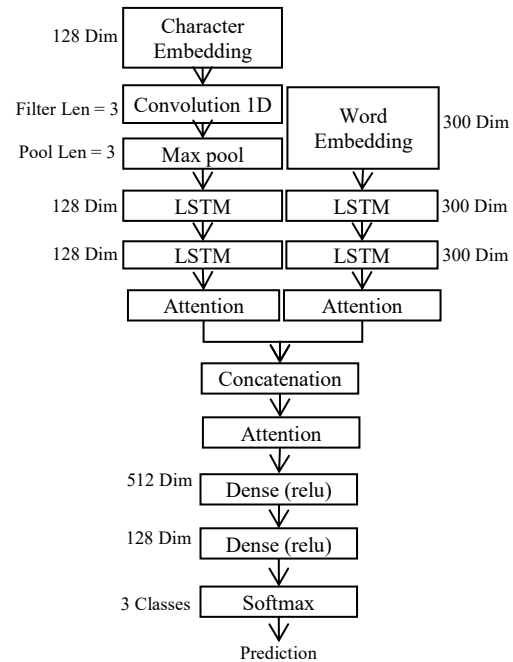 128 Dim
Character
Embedding
Filter Len = 3
Convolution 1D
Word
Embedding
300 Dim
Pool Len = 3
Max pool
128 Dim
LSTM
LSTM
300 Dim
128 Dim
LSTM
LSTM
300 Dim
Attention
Attention
Concatenation
Attention
512 Dim
Dense (relu)
128 Dim
Dense (relu)
3 Classes
Softmax
Prediction